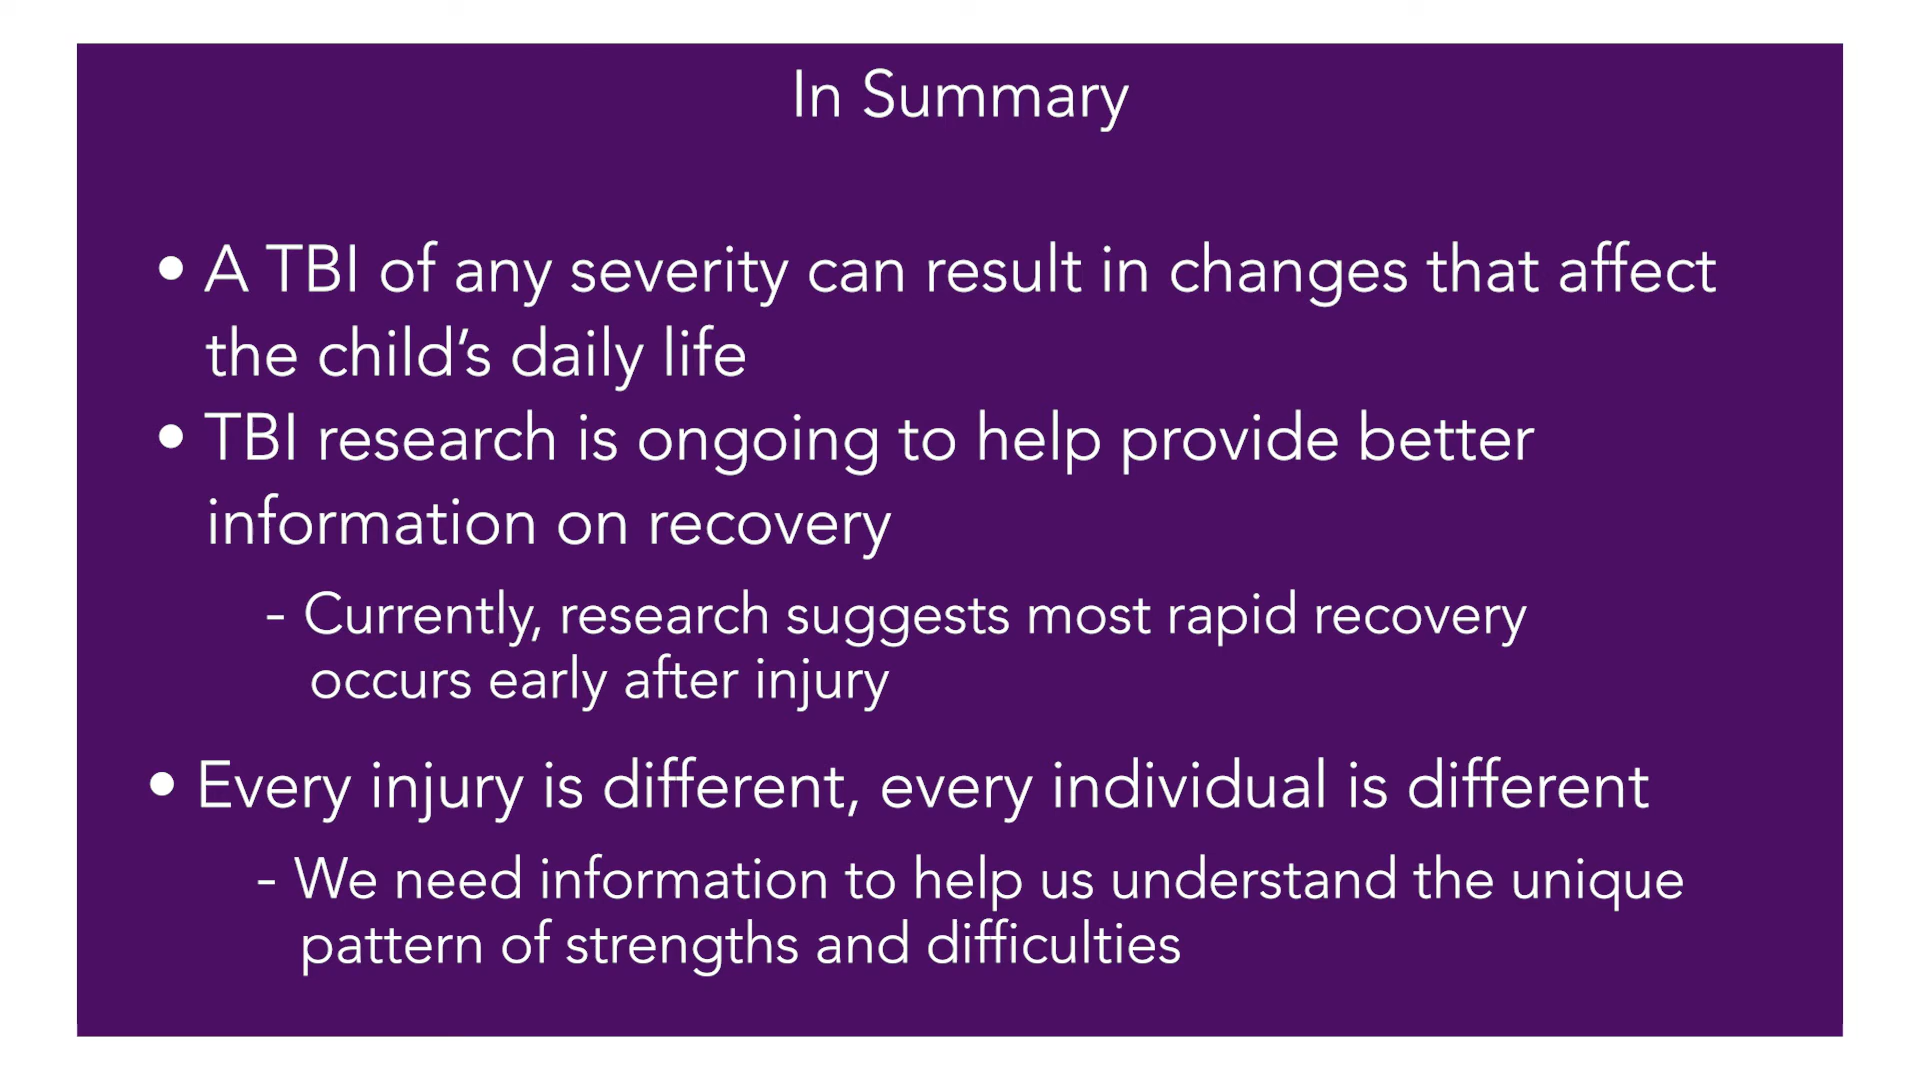 In Summary
• A TBI of any severity can result in changes that affect
the child’s daily life
• TBI research is ongoing to help provide better
information on recovery
- Currently, research suggests most rapid recovery
occurs early after injury
• Every injury is different, every individual is different
- We need information to help us understand the unique
pattern of strengths and difficulties